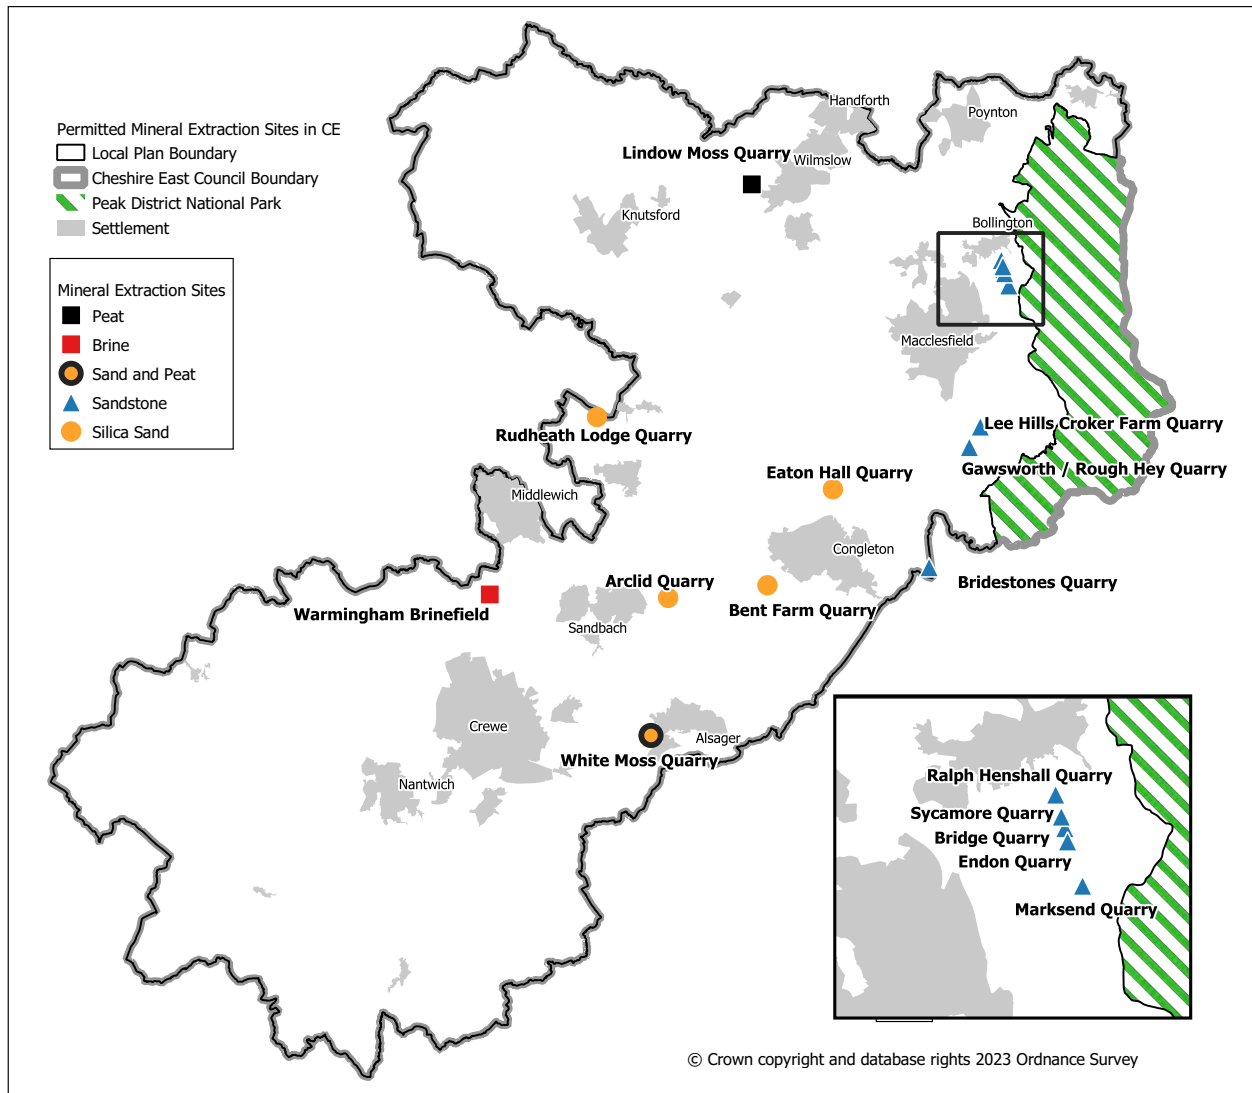 Permitted Mineral Extraction Sites in CE
Local Plan Boundary
Cheshire East Council Boundary
Peak District National Park
Settlement
Mineral Extraction Sites
Peat
Brine
Sand and Peat
Sandstone
Silica Sand
Handforth
Poynton
Lindow Moss Quarry
Wilmslow
Knutsford
Bollington
Macclesfield
Rudheath Lodge Quarry
Lee Hills Croker Farm Quarry
Gawsworth / Rough Hey Quarry
Eaton Hall Quarry
Middlewich
Congleton
Arclid Quarry
Bridestones Quarry
Warmingham Brinefield
Bent Farm Quarry
Sandbach
Crewe
Alsager
White Moss Quarry
Nantwich
Ralph Henshall Quarry
Sycamore Quarry
Bridge Quarry
Endon Quarry
Marksend Quarry
© Crown copyright and database rights 2023 Ordnance Survey